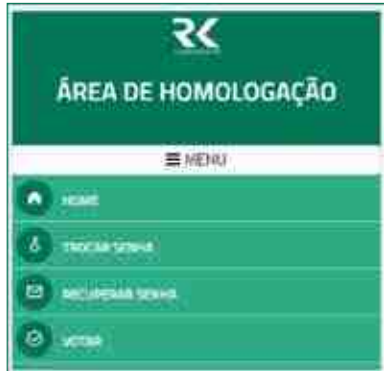 RK
ÁREA DE HOMOLOGAÇÃO
MENU
HOME
TROCAR SENHA
RECUPERAR SENHA
VOTAR